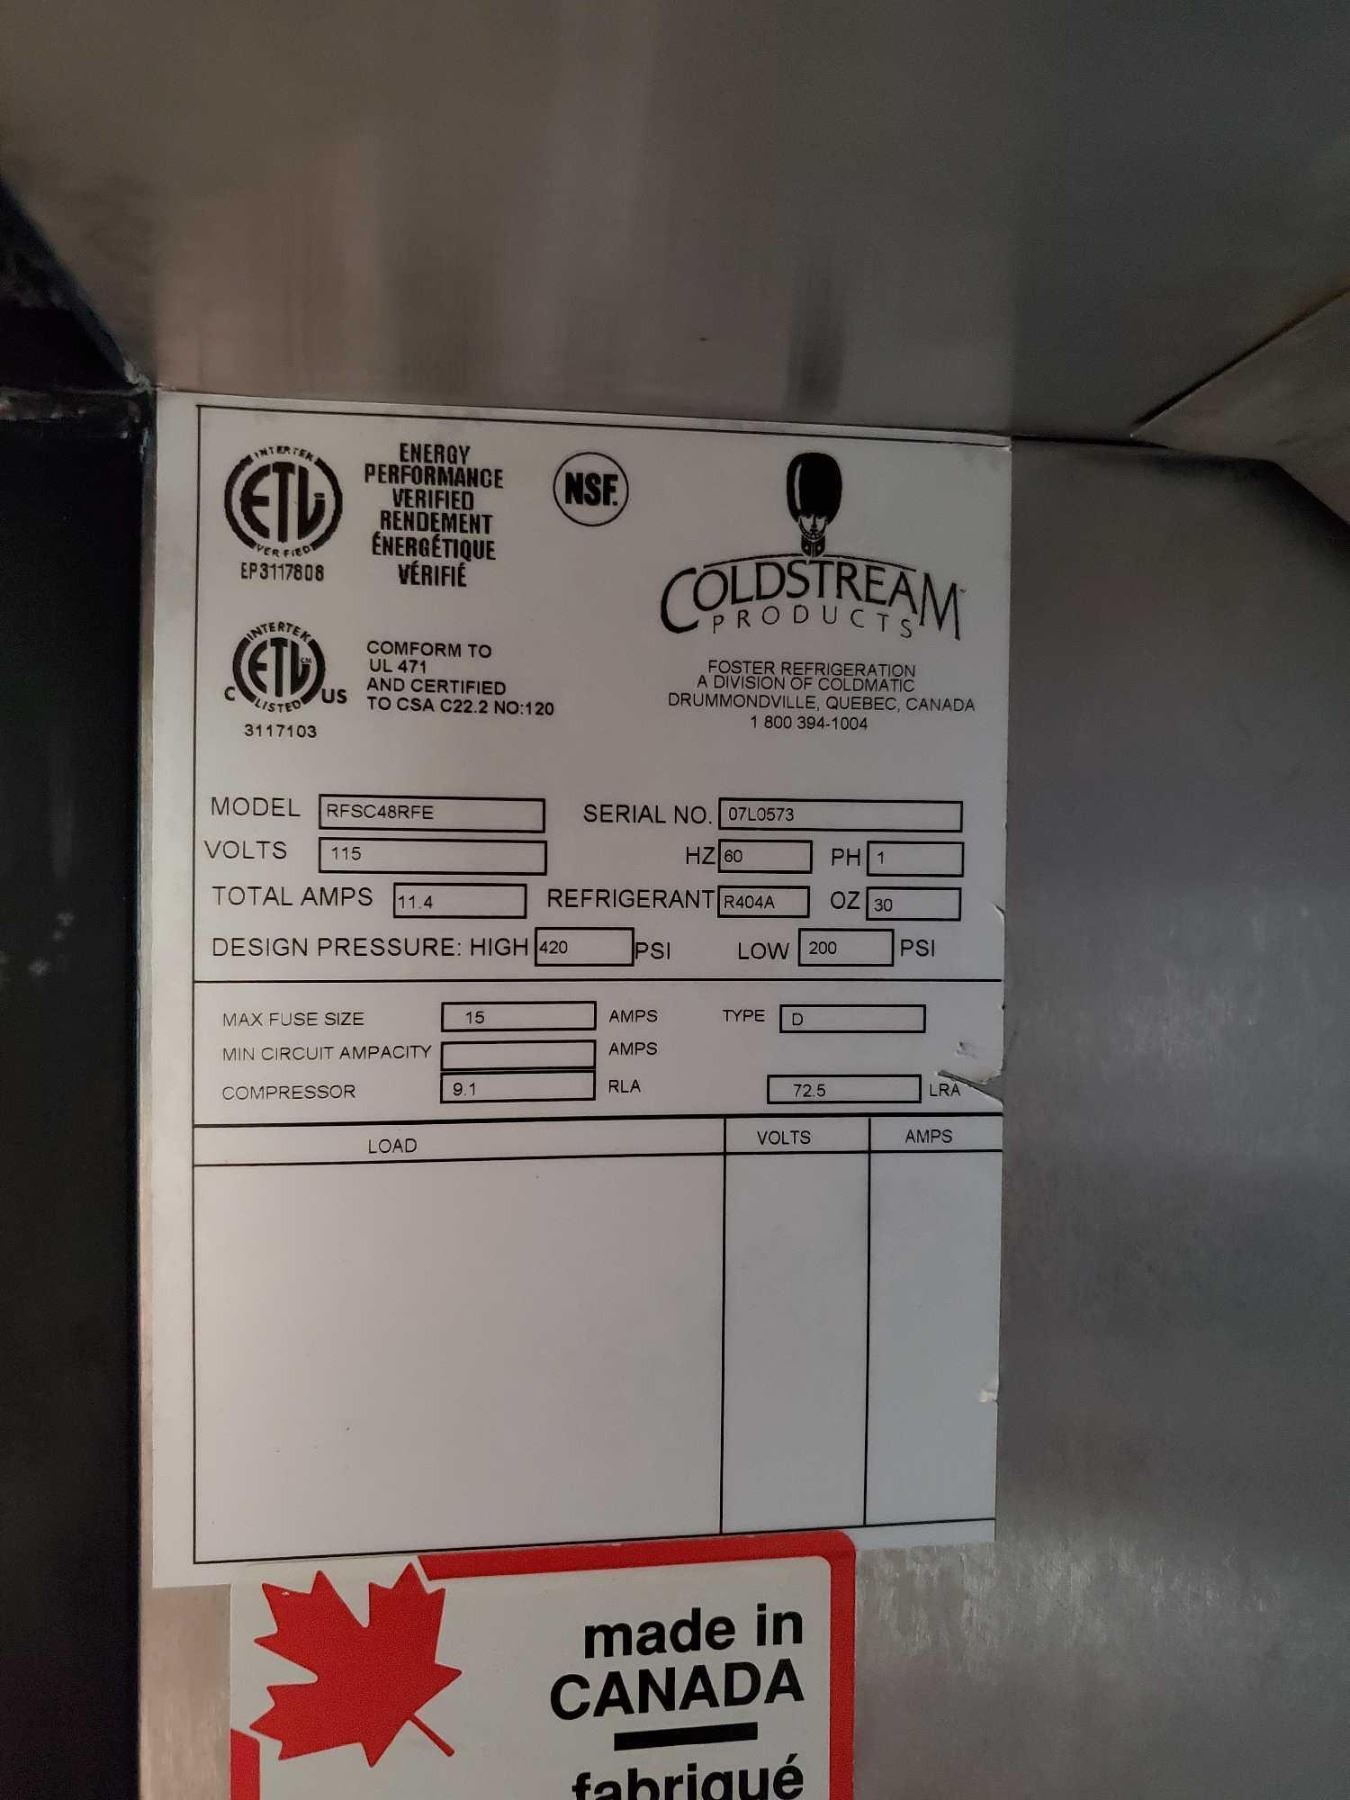 INTERTEK
ETL
VERIFIED
EP3117808
ENERGY
PERFORMANCE
VERIFIED
RENDEMENT
ÉNERGÉTIQUE
VÉRIFIÉ
NSF.
COLDSTREAM
PRODUCTS
INTERTEK
C ETL CM US
LISTED
3117103
COMFORM TO
UL 471
AND CERTIFIED
TO CSA C22.2 NO:120
FOSTER REFRIGERATION
A DIVISION OF COLDMATIC
DRUMMONDVILLE, QUEBEC, CANADA
1 800 394-1004
MODEL RFSC48RFE SERIAL NO. 07L0573
VOLTS 115 HZ 60 PH 1
TOTAL AMPS 11.4 REFRIGERANT R404A OZ 30
DESIGN PRESSURE: HIGH 420 PSI LOW 200 PSI
MAX FUSE SIZE 15 AMPS TYPE D
MIN CIRCUIT AMPACITY AMPS
COMPRESSOR 9.1 RLA 72.5 LRA
LOAD VOLTS AMPS
made in
CANADA
fabriqué